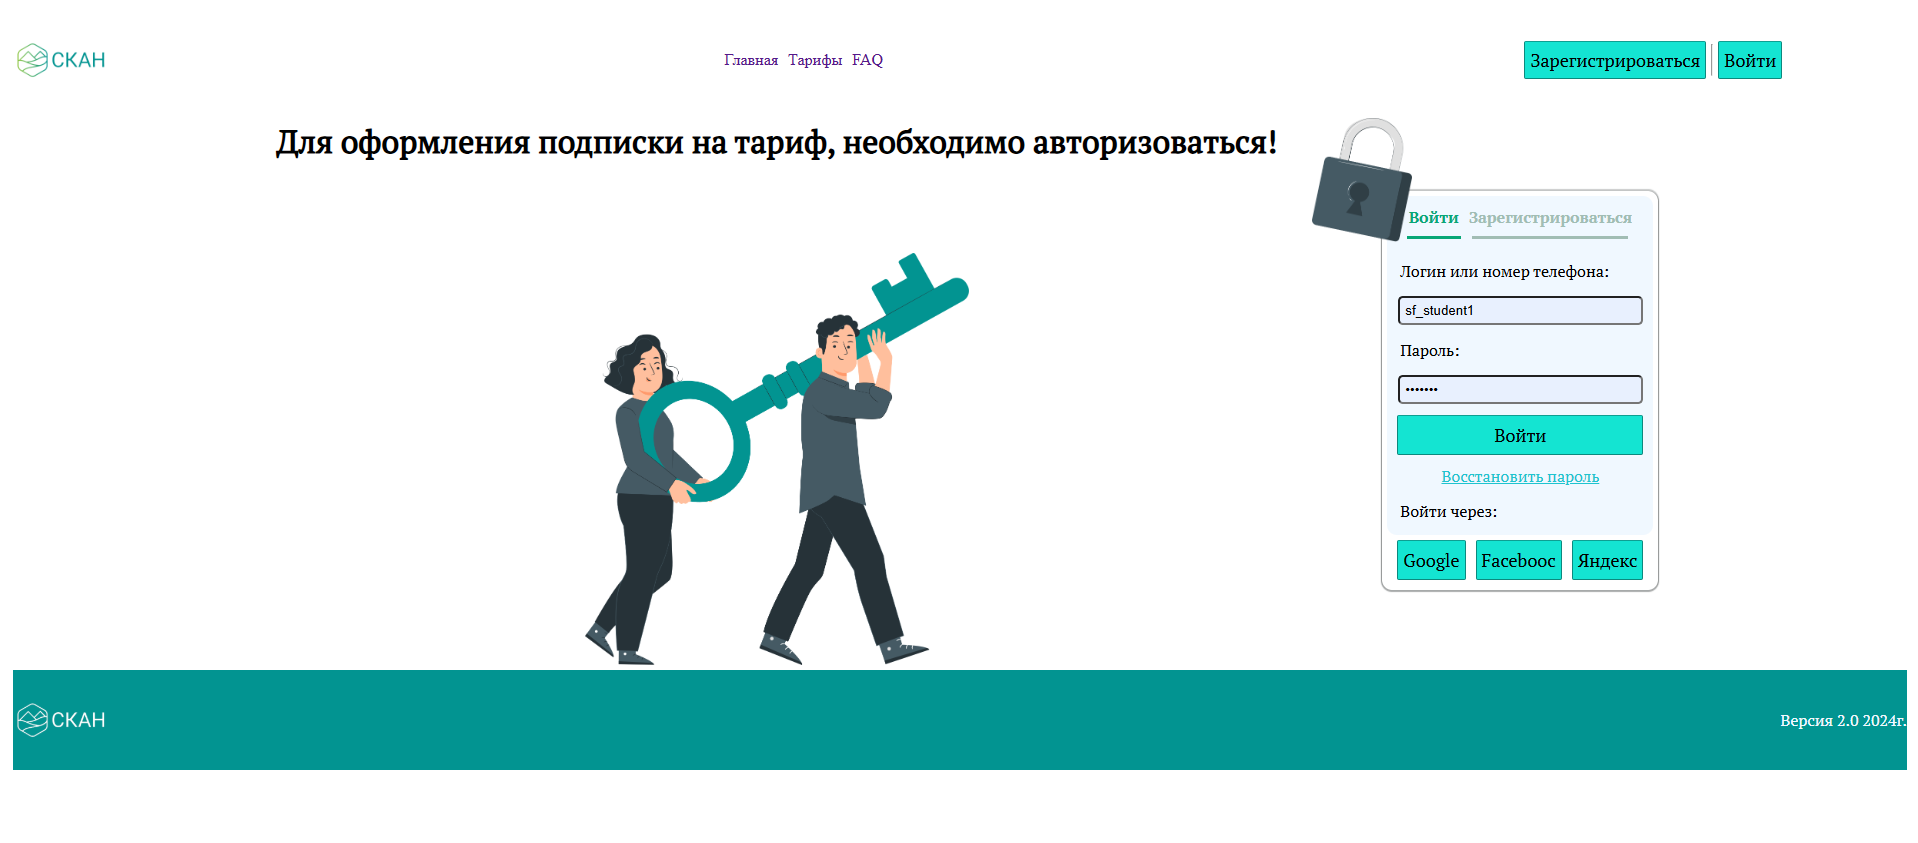 СКАН
Главная Тарифы FAQ
Зарегистрироваться Войти
Для оформления подписки на тариф, необходимо авторизоваться!
Войти Зарегистрироваться
Логин или номер телефона:
sf_student1
Пароль:
•••••••
Войти
Восстановить пароль
Войти через:
Google Facebooc Яндекс
СКАН
Версия 2.0 2024г.